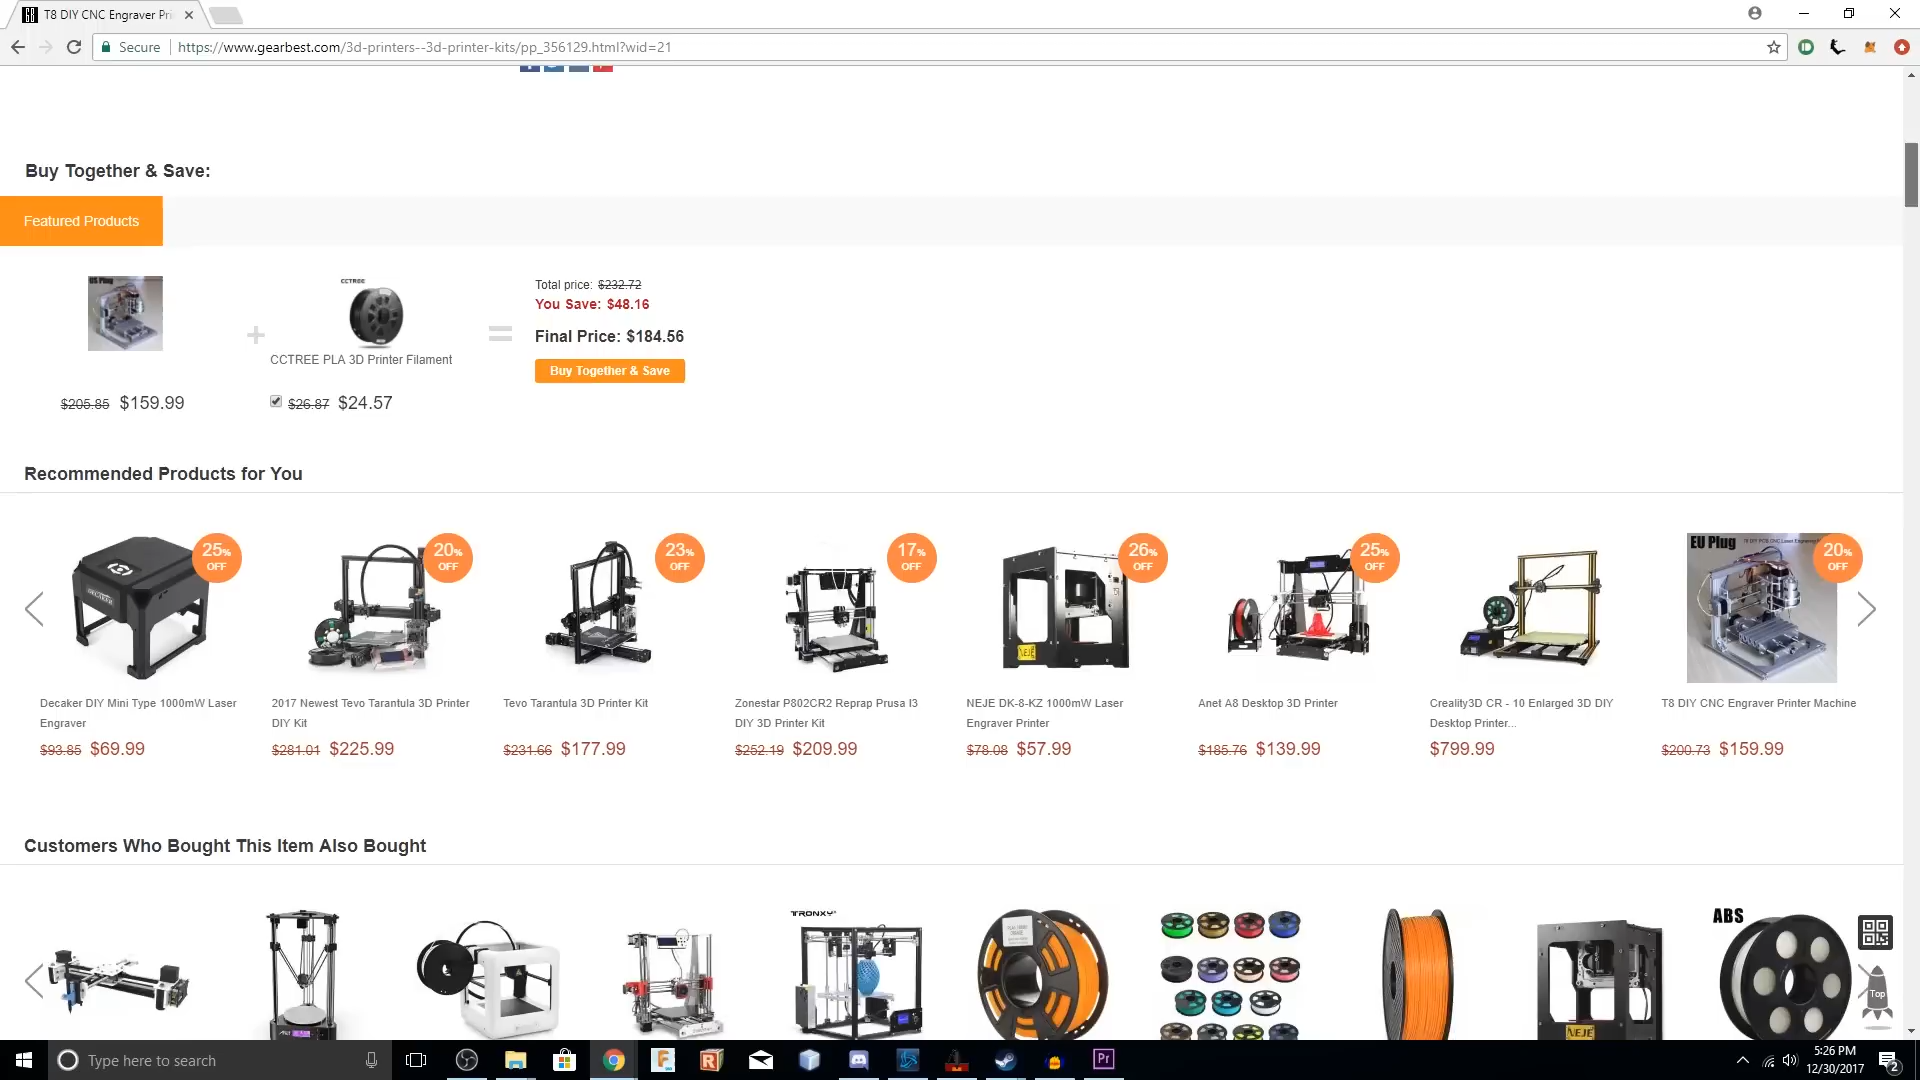 T8 DIY CNC Engraver Pri
Secure
https://www.gearbest.com/3d-printers--3d-printer-kits/pp_356129.html?wid=21
Buy Together & Save:
Featured Products
US Plug
CCTREE
Total price: $232.72
You Save: $48.16
+
=
Final Price: $184.56
CCTREE PLA 3D Printer Filament
Buy Together & Save
$205.85 $159.99
$26.87 $24.57
Recommended Products for You
25% OFF
20% OFF
23% OFF
17% OFF
26% OFF
25% OFF
EU Plug
20% OFF
NEJE
Decaker DIY Mini Type 1000mW Laser
Engraver
$93.85 $69.99
2017 Newest Tevo Tarantula 3D Printer
DIY Kit
$281.01 $225.99
Tevo Tarantula 3D Printer Kit
$231.66 $177.99
Zonestar P802CR2 Reprap Prusa I3
DIY 3D Printer Kit
$252.19 $209.99
NEJE DK-8-KZ 1000mW Laser
Engraver Printer
$78.08 $57.99
Anet A8 Desktop 3D Printer
$185.76 $139.99
Creality3D CR - 10 Enlarged 3D DIY
Desktop Printer...
$799.99
T8 DIY CNC Engraver Printer Machine
$200.73 $159.99
Customers Who Bought This Item Also Bought
TRONXY
ABS
NEJE
Top
Type here to search
Pr
5:26 PM
12/30/2017
2